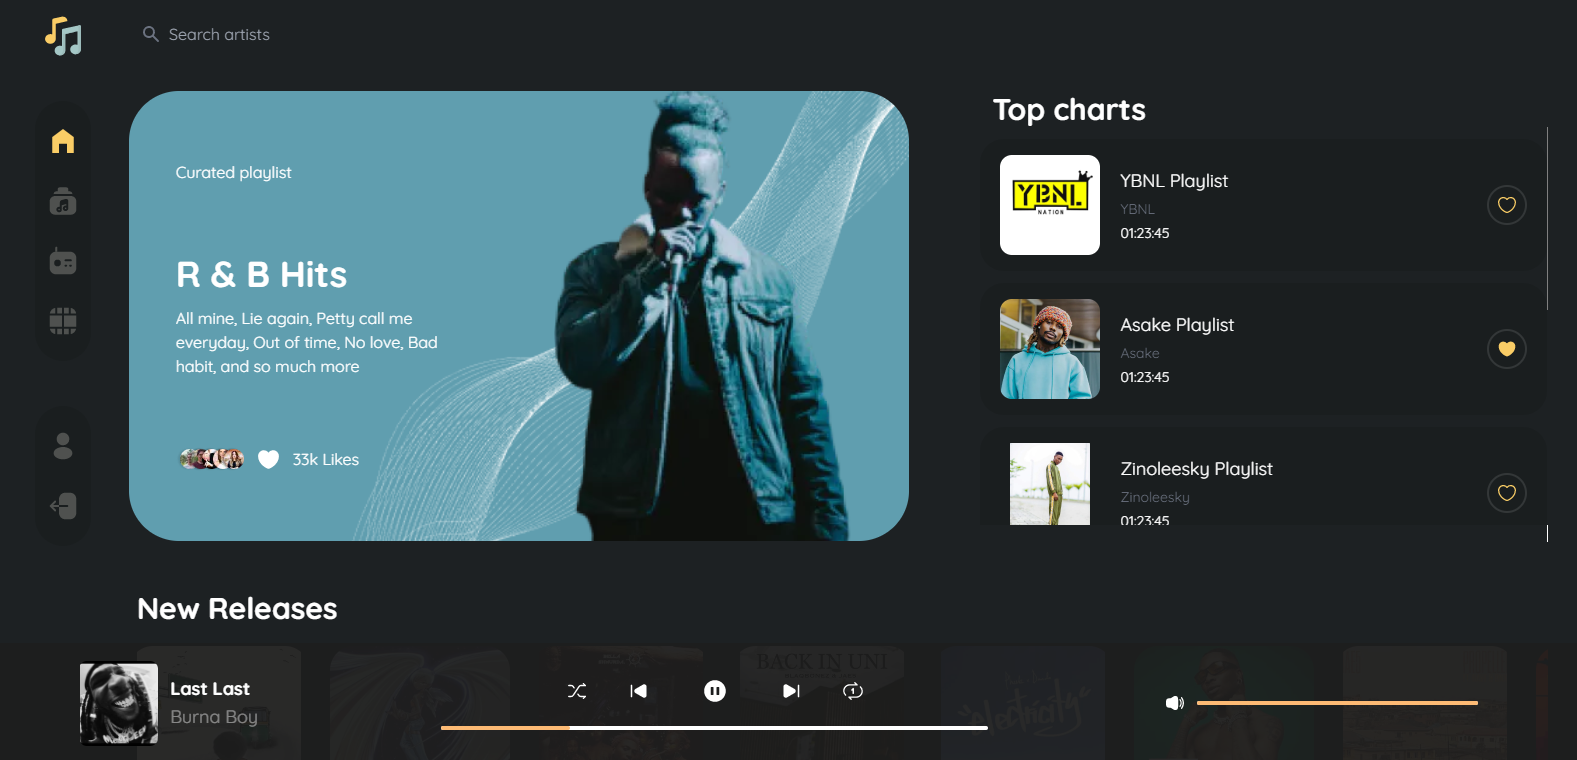 Search artists
Curated playlist
R & B Hits
All mine, Lie again, Petty call me
everyday, Out of time, No love, Bad
habit, and so much more
33k Likes
Top charts
YBNL
NATION
YBNL Playlist
YBNL
01:23:45
Asake Playlist
Asake
01:23:45
Zinoleesky Playlist
Zinoleesky
01:23:45
New Releases
BACK IN UNI
electricity
Last Last
Burna Boy
1